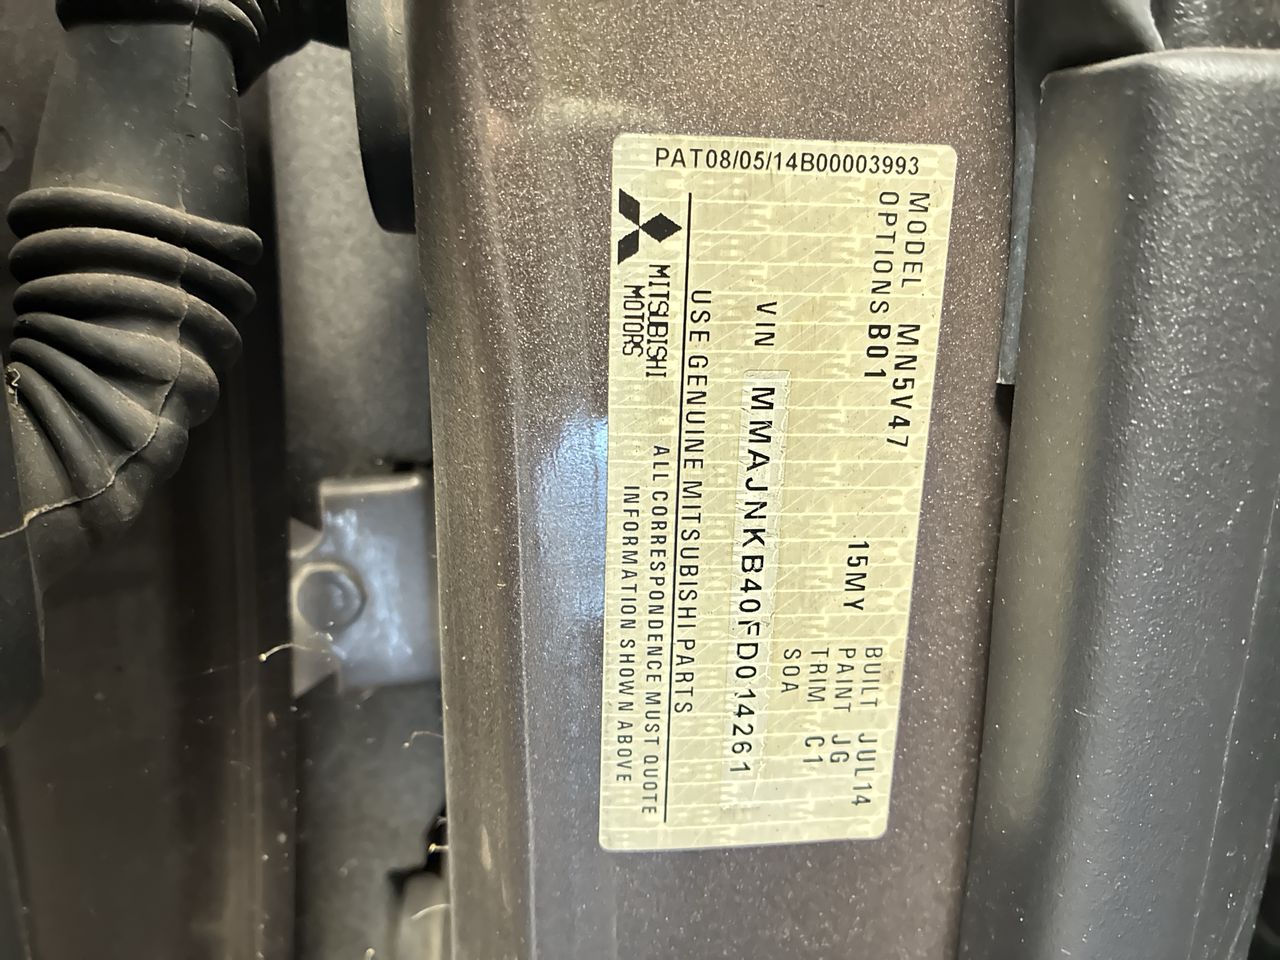 PAT08/05/14B00003993
MODEL MN5V47
OPTIONS B01
15MY
BUILT JUL14
PAINT JG
TRIM C1
SOA
VIN MMAJNKB40FD014261
USE GENUINE MITSUBISHI PARTS
MITSUBISHI
MOTORS
ALL CORRESPONDENCE MUST QUOTE
INFORMATION SHOWN ABOVE